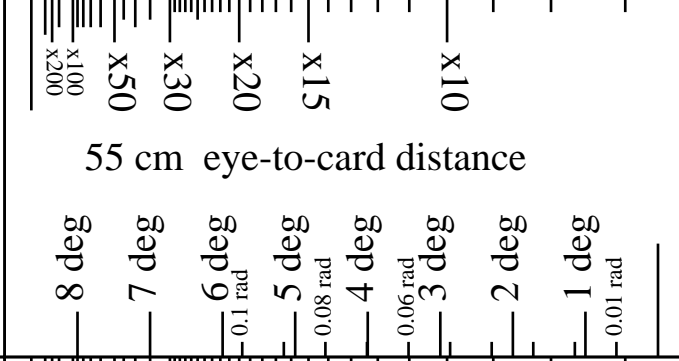 x200 x100 x50 x30 x20 x15 x10
55 cm eye-to-card distance
8 deg 7 deg 6 deg 0.1 rad 5 deg 0.08 rad 4 deg 0.06 rad 3 deg 2 deg 1 deg 0.01 rad